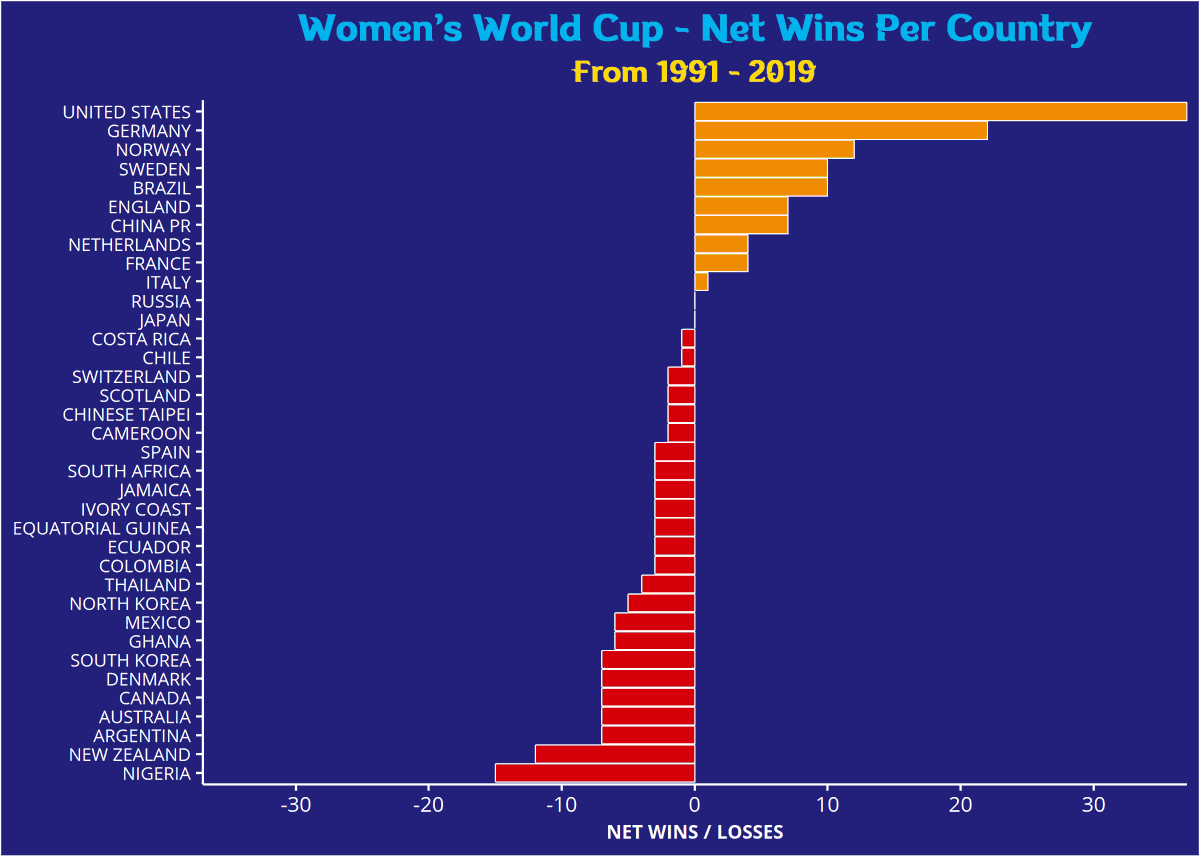 Women's World Cup - Net Wins Per Country
From 1991 - 2019
UNITED STATES
GERMANY
NORWAY
SWEDEN
BRAZIL
ENGLAND
CHINA PR
NETHERLANDS
FRANCE
ITALY
RUSSIA
JAPAN
COSTA RICA
CHILE
SWITZERLAND
SCOTLAND
CHINESE TAIPEI
CAMEROON
SPAIN
SOUTH AFRICA
JAMAICA
IVORY COAST
EQUATORIAL GUINEA
ECUADOR
COLOMBIA
THAILAND
NORTH KOREA
MEXICO
GHANA
SOUTH KOREA
DENMARK
CANADA
AUSTRALIA
ARGENTINA
NEW ZEALAND
NIGERIA
-30 -20 -10 0 10 20 30
NET WINS / LOSSES